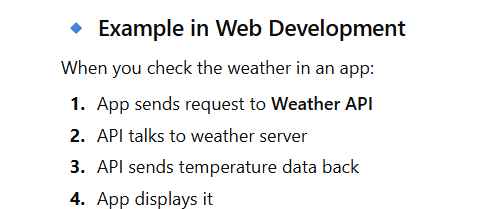 Example in Web Development
When you check the weather in an app:
1. App sends request to Weather API
2. API talks to weather server
3. API sends temperature data back
4. App displays it